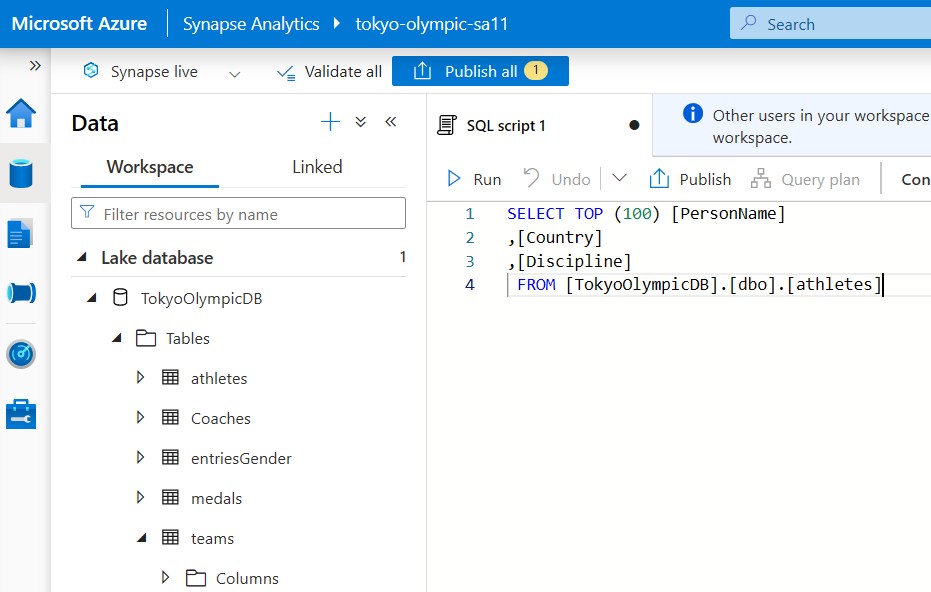 Microsoft Azure
Synapse Analytics
tokyo-olympic-sa11
Search
Synapse live
Validate all
Publish all
1
Data
Workspace
Linked
Filter resources by name
Lake database
1
TokyoOlympicDB
Tables
athletes
Coaches
entriesGender
medals
teams
Columns
SQL script 1
Other users in your workspace
workspace.
Run
Undo
Publish
Query plan
Con
1 SELECT TOP (100) [PersonName]
2 ,[Country]
3 ,[Discipline]
4 FROM [TokyoOlympicDB].[dbo].[athletes]